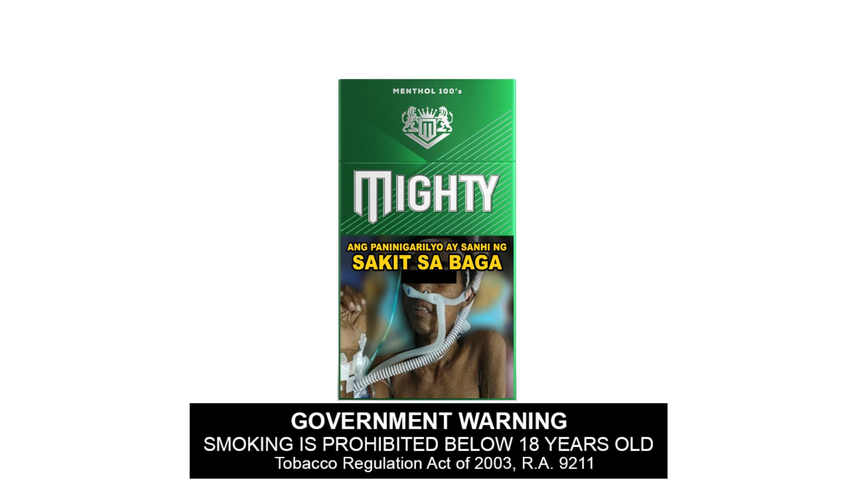 MENTHOL 100's
M
MIGHTY
ANG PANINIGARILYO AY SANHI NG
SAKIT SA BAGA
GOVERNMENT WARNING
SMOKING IS PROHIBITED BELOW 18 YEARS OLD
Tobacco Regulation Act of 2003, R.A. 9211